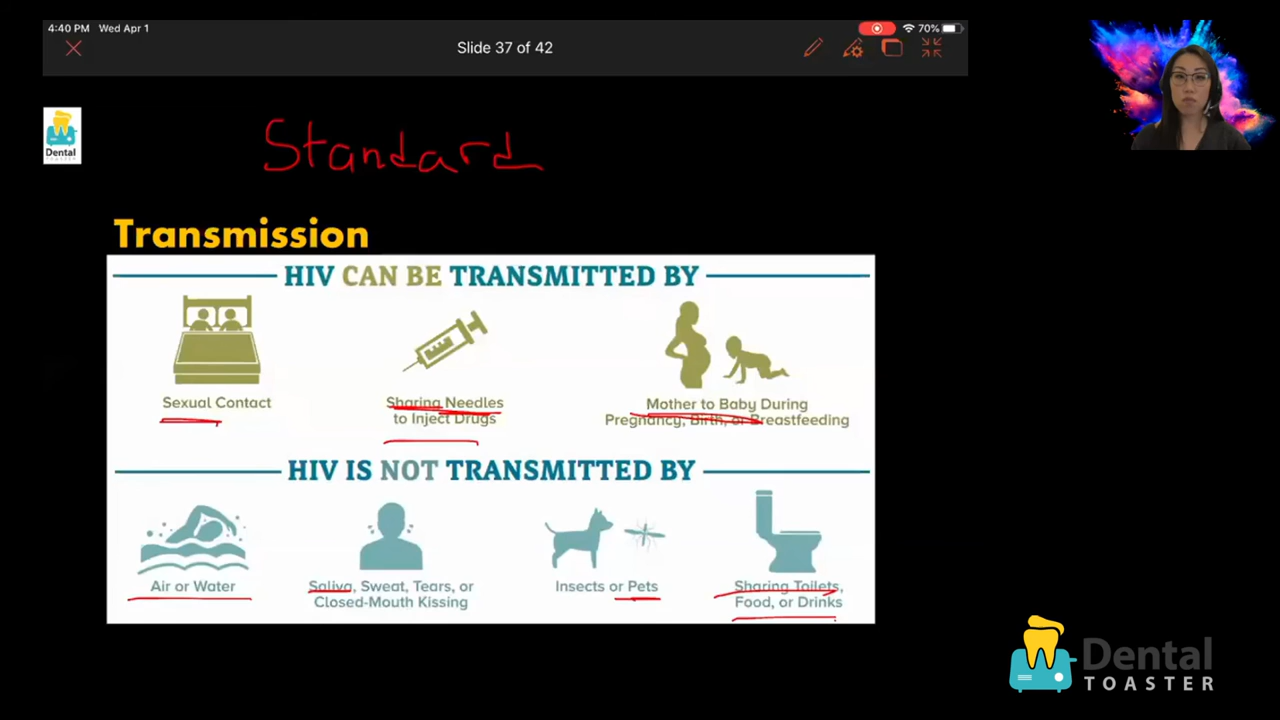 4:40 PM Wed Apr 1
70%
Slide 37 of 42
Dental
Standard
Transmission
HIV CAN BE TRANSMITTED BY
Sexual Contact
Sharing Needles
to Inject Drugs
Mother to Baby During
Pregnancy, Birth, or Breastfeeding
HIV IS NOT TRANSMITTED BY
Air or Water
Saliva, Sweat, Tears, or
Closed-Mouth Kissing
Insects or Pets
Sharing Toilets,
Food, or Drinks
Dental
TOASTER